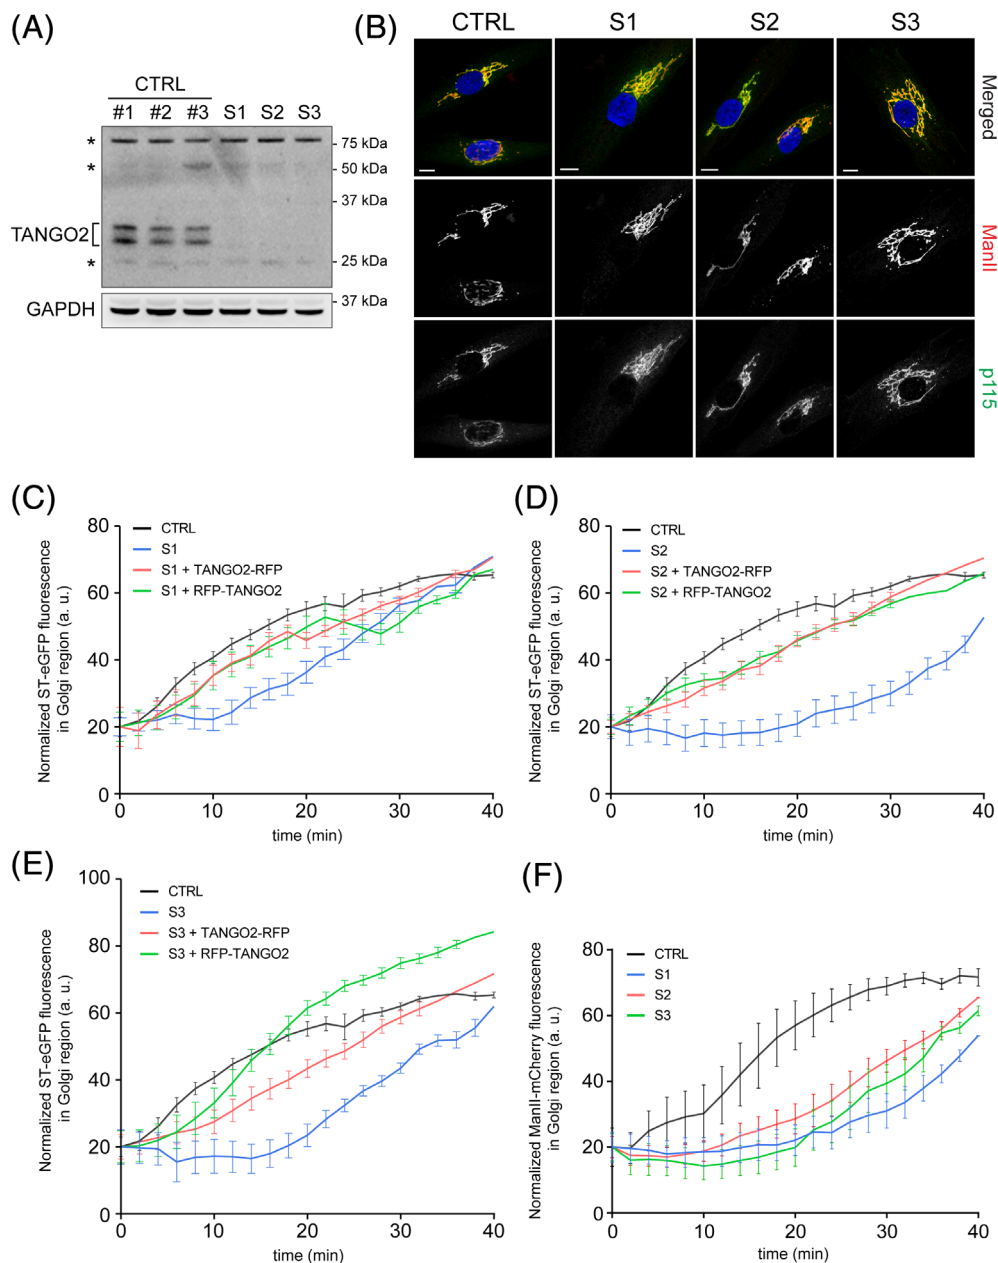 (A)
CTRL
#1 #2 #3 S1 S2 S3
* - 75 kDa
* - 50 kDa
- 37 kDa
TANGO2
* - 25 kDa
- 37 kDa
GAPDH
(B)
CTRL S1 S2 S3
Merged
ManII
p115
(C)
Normalized ST-eGFP fluorescence
in Golgi region (a. u.)
80
60
40
20
0
CTRL
S1
S1 + TANGO2-RFP
S1 + RFP-TANGO2
0 10 20 30 40
time (min)
(D)
Normalized ST-eGFP fluorescence
in Golgi region (a. u.)
80
60
40
20
0
CTRL
S2
S2 + TANGO2-RFP
S2 + RFP-TANGO2
0 10 20 30 40
time (min)
(E)
Normalized ST-eGFP fluorescence
in Golgi region (a. u.)
100
80
60
40
20
0
CTRL
S3
S3 + TANGO2-RFP
S3 + RFP-TANGO2
0 10 20 30 40
time (min)
(F)
Normalized ManII-mCherry fluorescence
in Golgi region (a. u.)
80
60
40
20
0
CTRL
S1
S2
S3
0 10 20 30 40
time (min)